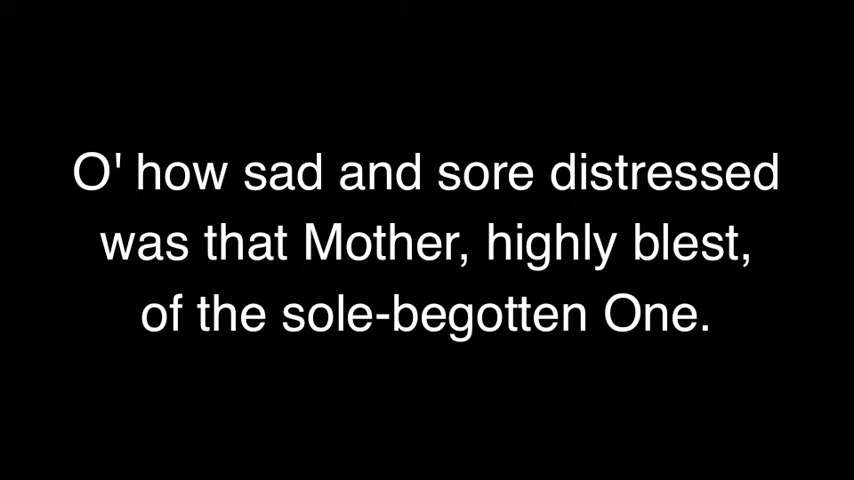 O' how sad and sore distressed
was that Mother, highly blest,
of the sole-begotten One.